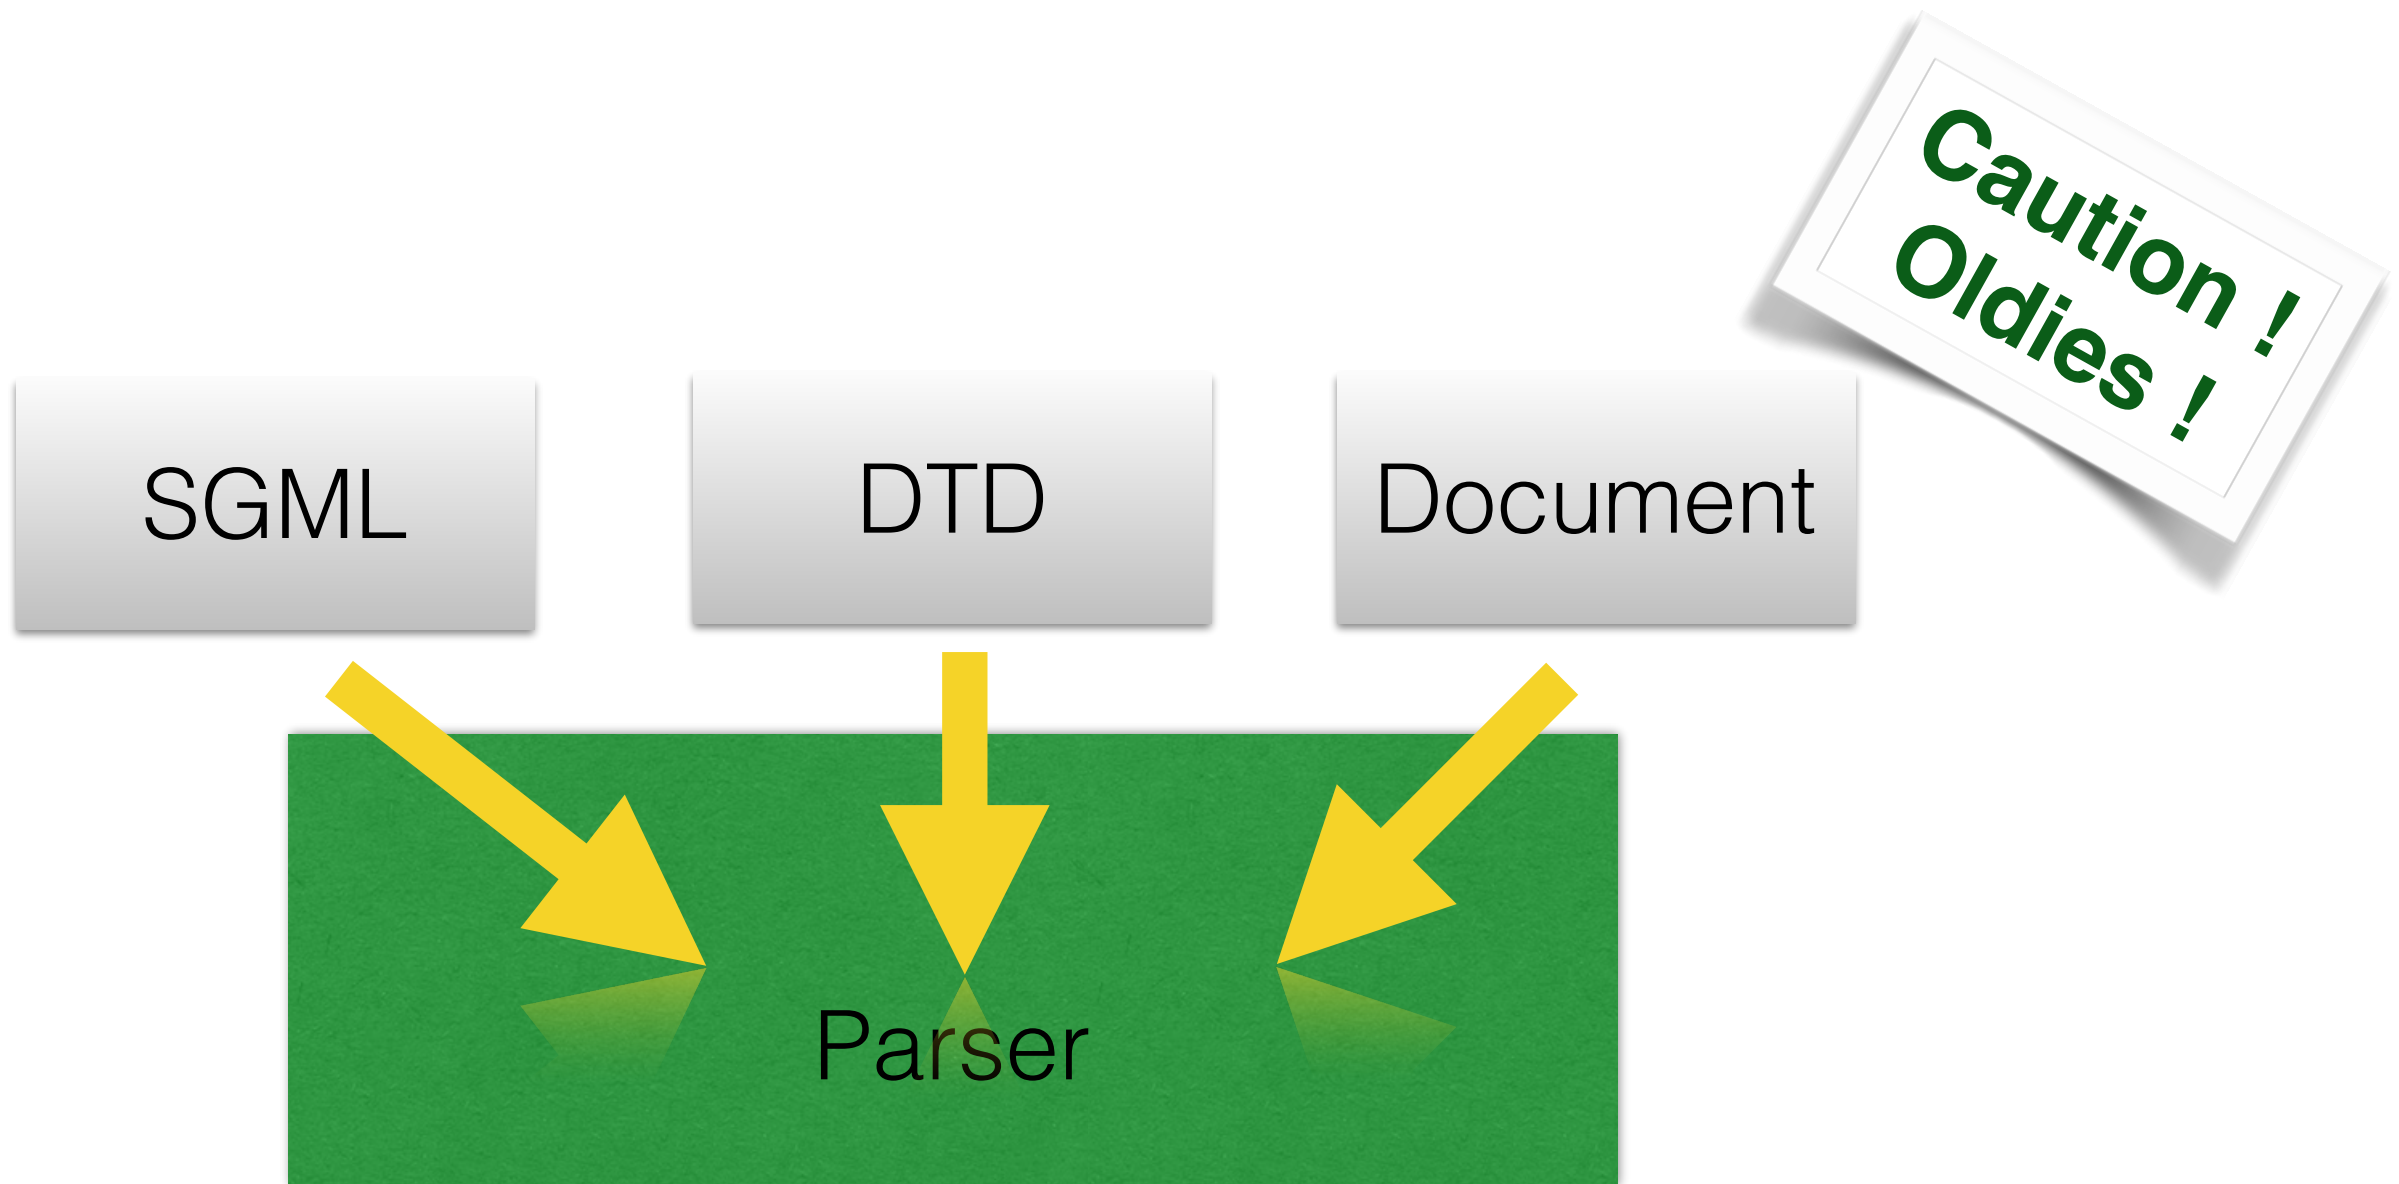 Caution !
Oldies !
SGML
DTD
Document
Parser